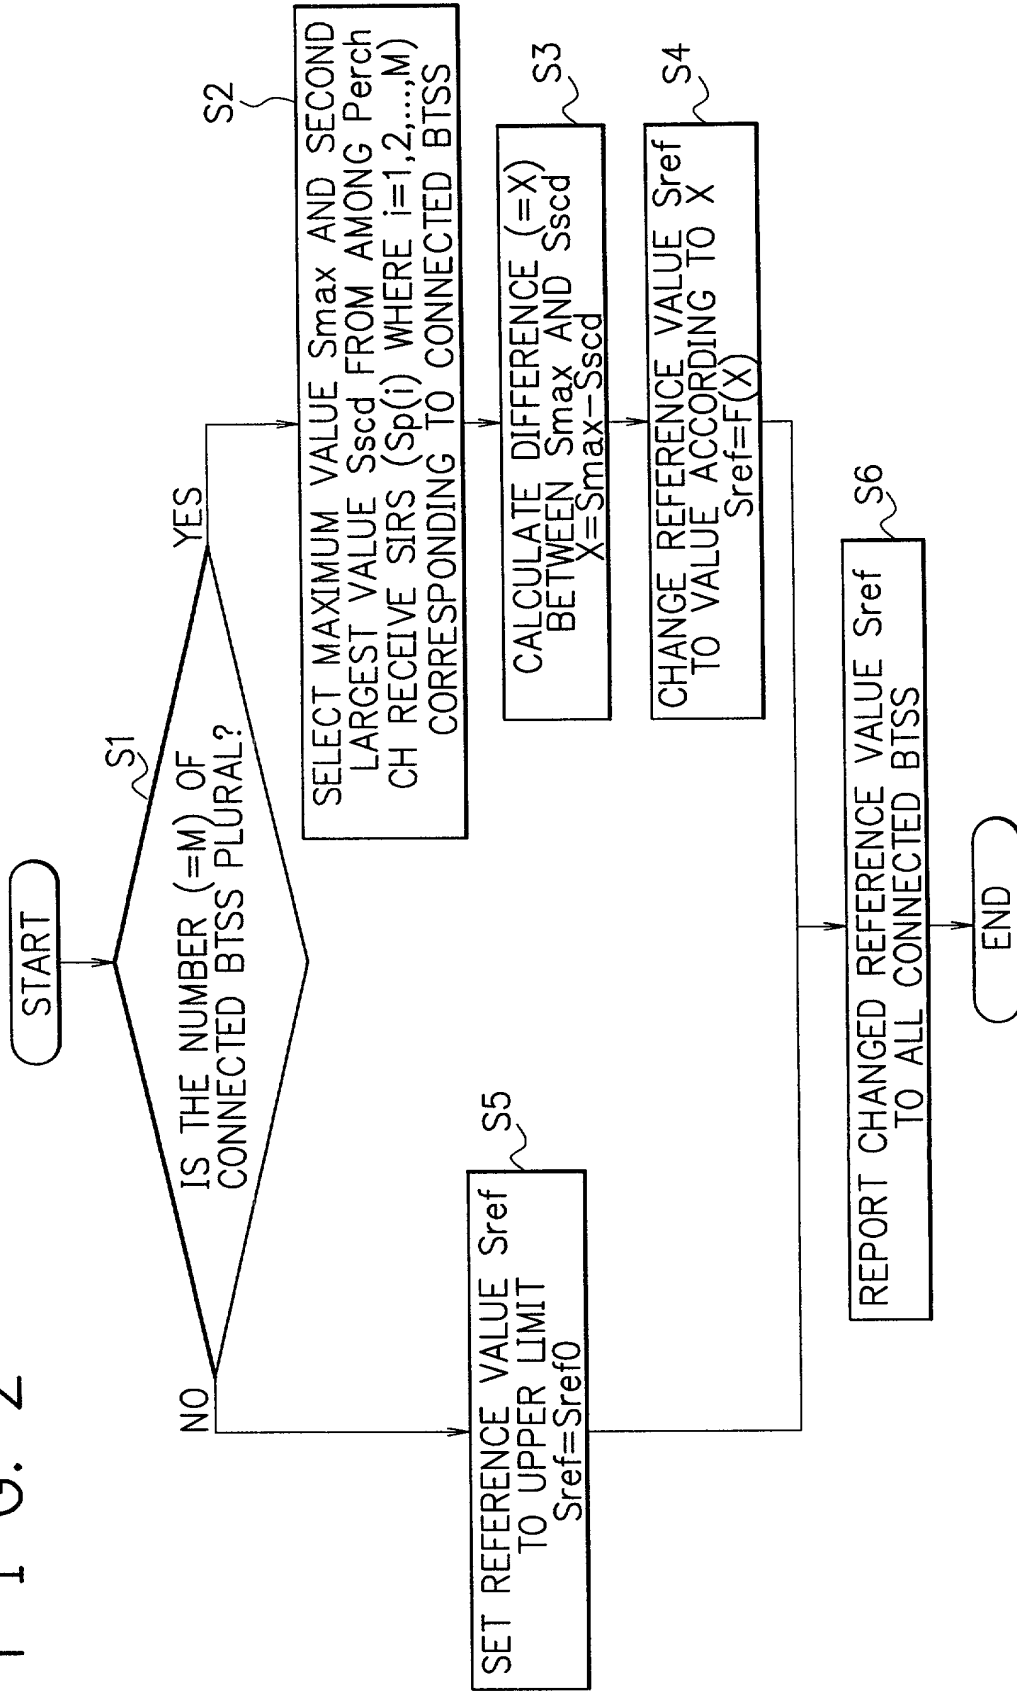 FIG. 2
START
S1
IS THE NUMBER (=M) OF
CONNECTED BTSS PLURAL?
YES
NO
S2
SELECT MAXIMUM VALUE Smax AND SECOND
LARGEST VALUE Sscd FROM AMONG Perch
CH RECEIVE SIRS (Sp(i) WHERE i=1,2,...,M)
CORRESPONDING TO CONNECTED BTSS
S3
CALCULATE DIFFERENCE (=X)
BETWEEN Smax AND Sscd
X=Smax-Sscd
S4
CHANGE REFERENCE VALUE Sref
TO VALUE ACCORDING TO X
Sref=F(X)
S5
SET REFERENCE VALUE Sref
TO UPPER LIMIT
Sref=Sref0
S6
REPORT CHANGED REFERENCE VALUE Sref
TO ALL CONNECTED BTSS
END